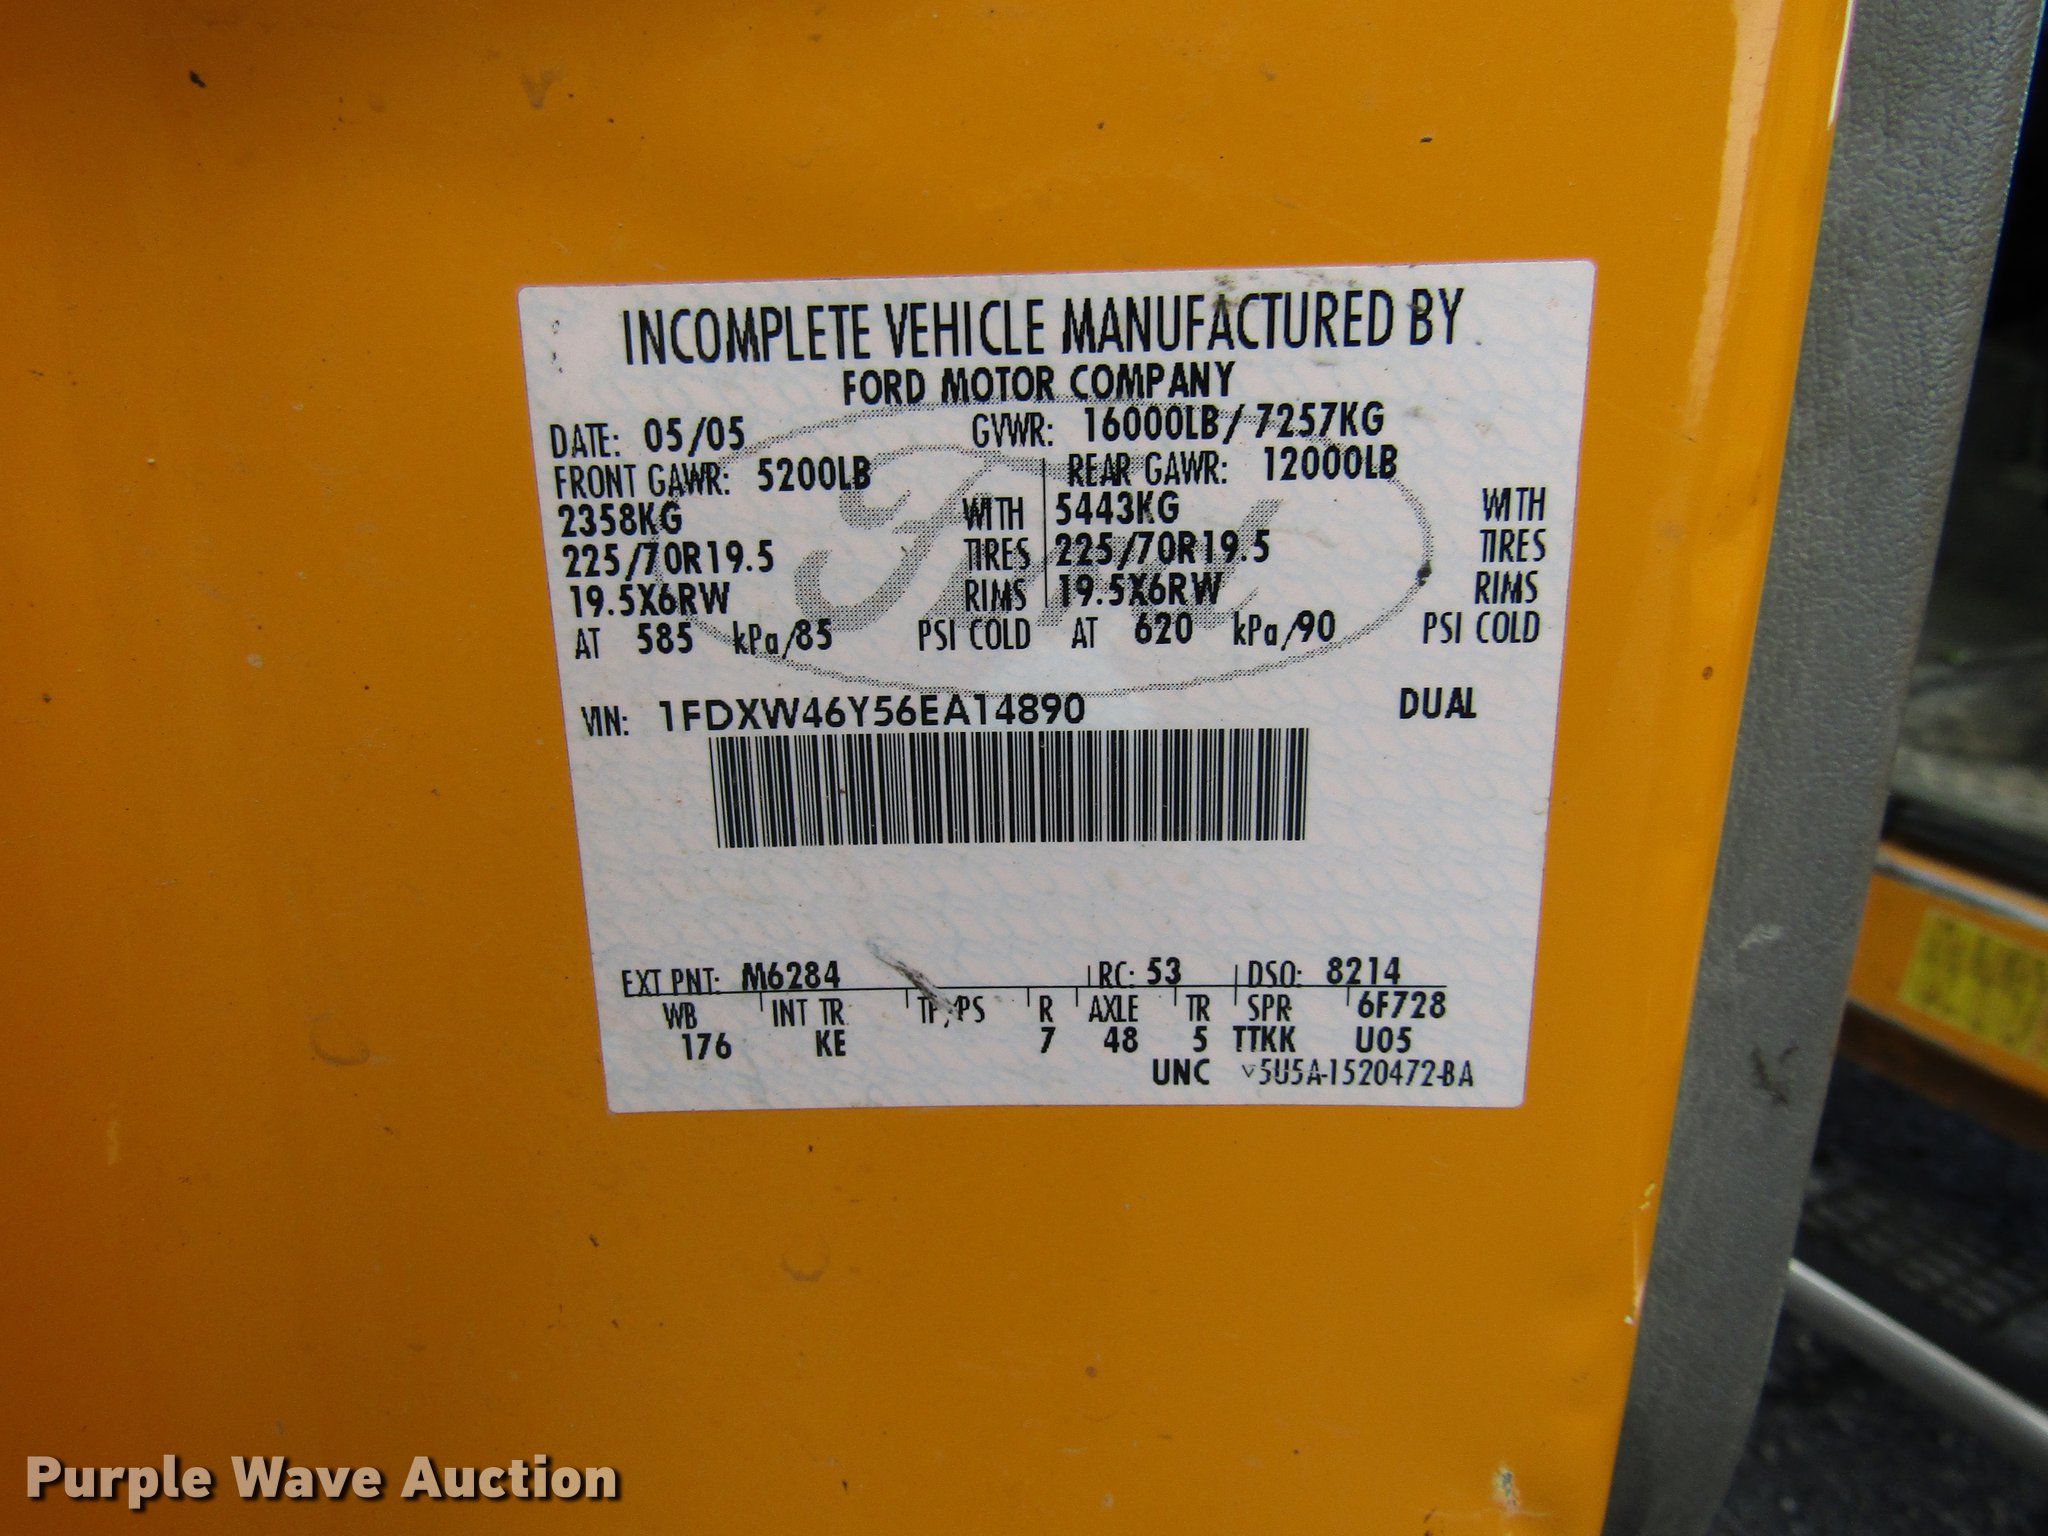 INCOMPLETE VEHICLE MANUFACTURED BY
FORD MOTOR COMPANY
DATE: 05/05 GVWR: 16000LB/ 7257KG
FRONT GAWR: 5200LB REAR GAWR: 12000LB
2358KG WITH 5443KG WITH
225/70R19.5 TIRES 225/70R19.5 TIRES
19.5X6RW RIMS 19.5X6RW RIMS
AT 585 kPa/85 PSI COLD AT 620 kPa/90 PSI COLD
VIN: 1FDXW46Y56EA14890 DUAL
EXT PNT: M6284 RC: 53 DSO: 8214
WB INT TR TP/PS R AXLE TR SPR 6F728
176 KE 7 48 5 TTKK U05
UNC 5U5A-1520472-BA
Purple Wave Auction